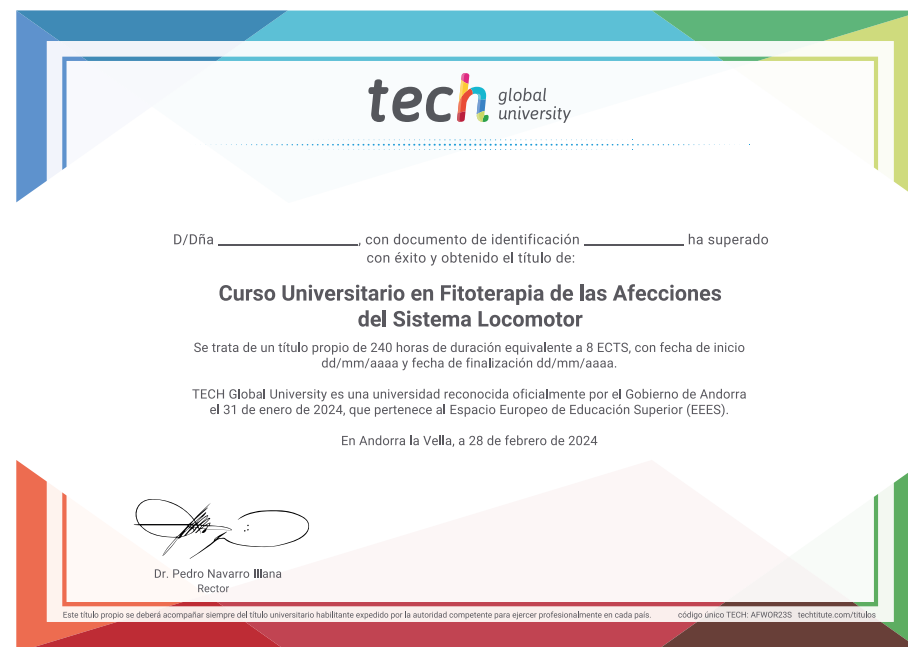 tech global university
D/Dña ____________, con documento de identificación ____________ ha superado
con éxito y obtenido el título de:
Curso Universitario en Fitoterapia de las Afecciones
del Sistema Locomotor
Se trata de un título propio de 240 horas de duración equivalente a 8 ECTS, con fecha de inicio
dd/mm/aaaa y fecha de finalización dd/mm/aaaa.
TECH Global University es una universidad reconocida oficialmente por el Gobierno de Andorra
el 31 de enero de 2024, que pertenece al Espacio Europeo de Educación Superior (EEES).
En Andorra la Vella, a 28 de febrero de 2024
Dr. Pedro Navarro Illana
Rector
Este título propio se deberá acompañar siempre del título universitario habilitante expedido por la autoridad competente para ejercer profesionalmente en cada país. código único TECH: AFWOR23S techtitute.com/titulos